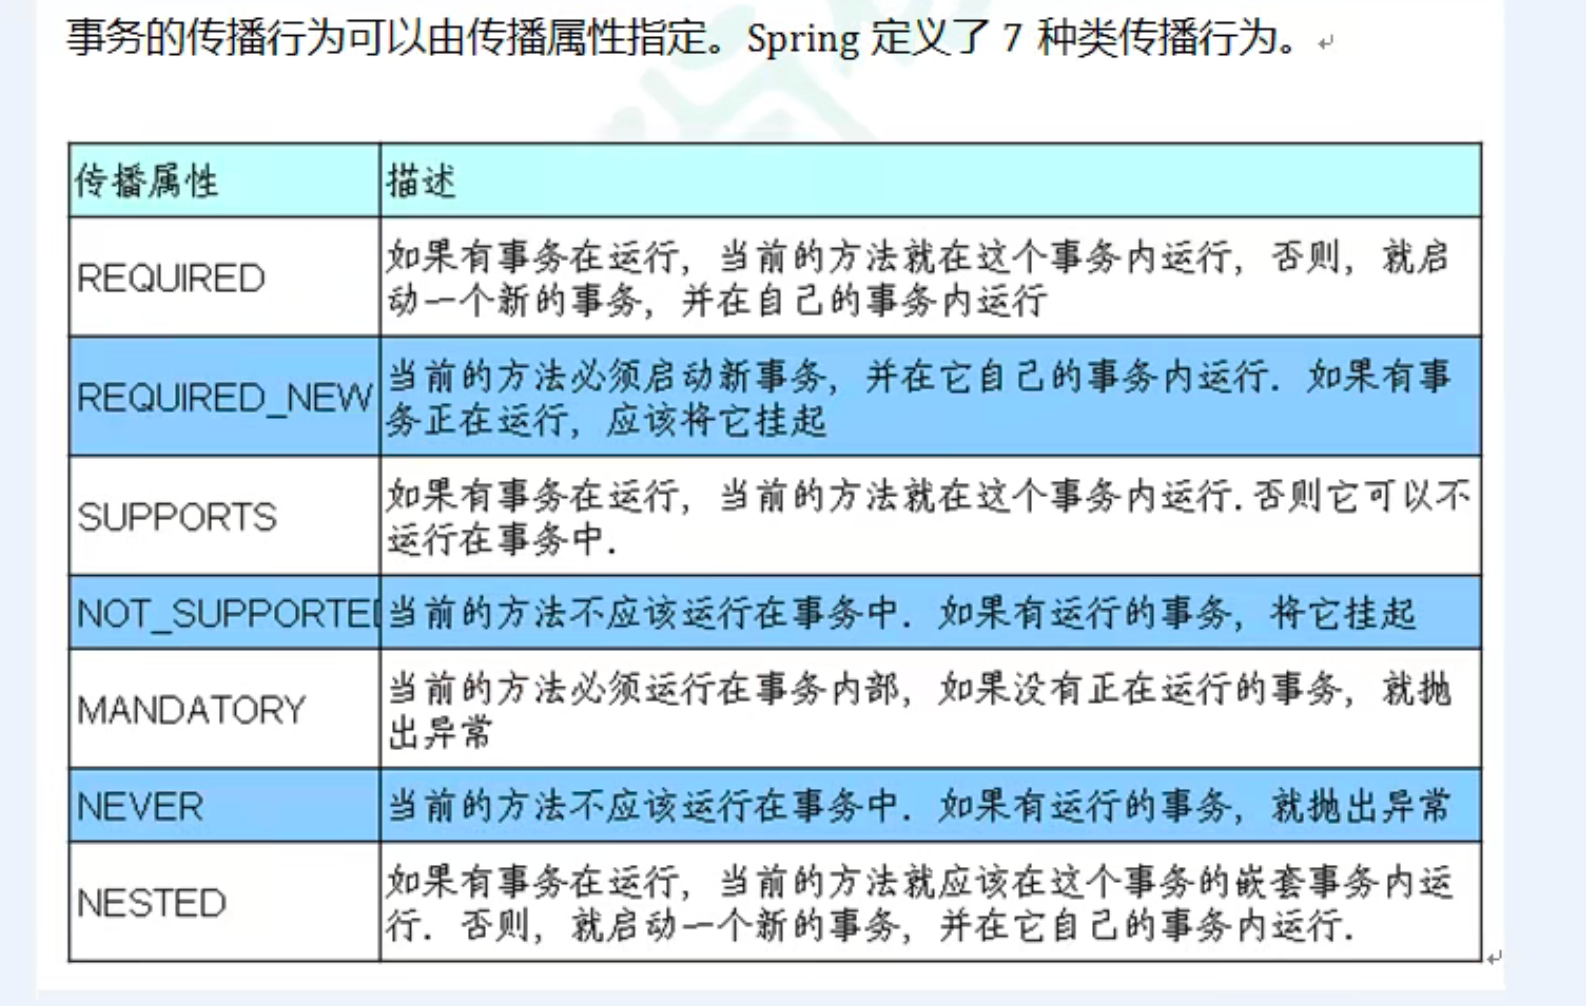 事务的传播行为可以由传播属性指定。Spring 定义了 7 种类传播行为。
传播属性 描述
REQUIRED
如果有事务在运行，当前的方法就在这个事务内运行，否则，就启
动一个新的事务，并在自己的事务内运行
REQUIRED_NEW
当前的方法必须启动新事务，并在它自己的事务内运行. 如果有事
务正在运行，应该将它挂起
SUPPORTS
如果有事务在运行，当前的方法就在这个事务内运行.否则它可以不
运行在事务中.
NOT_SUPPORTED 当前的方法不应该运行在事务中. 如果有运行的事务，将它挂起
MANDATORY
当前的方法必须运行在事务内部，如果没有正在运行的事务，就抛
出异常
NEVER 当前的方法不应该运行在事务中. 如果有运行的事务，就抛出异常
NESTED
如果有事务在运行，当前的方法就应该在这个事务的嵌套事务内运
行. 否则，就启动一个新的事务，并在它自己的事务内运行.